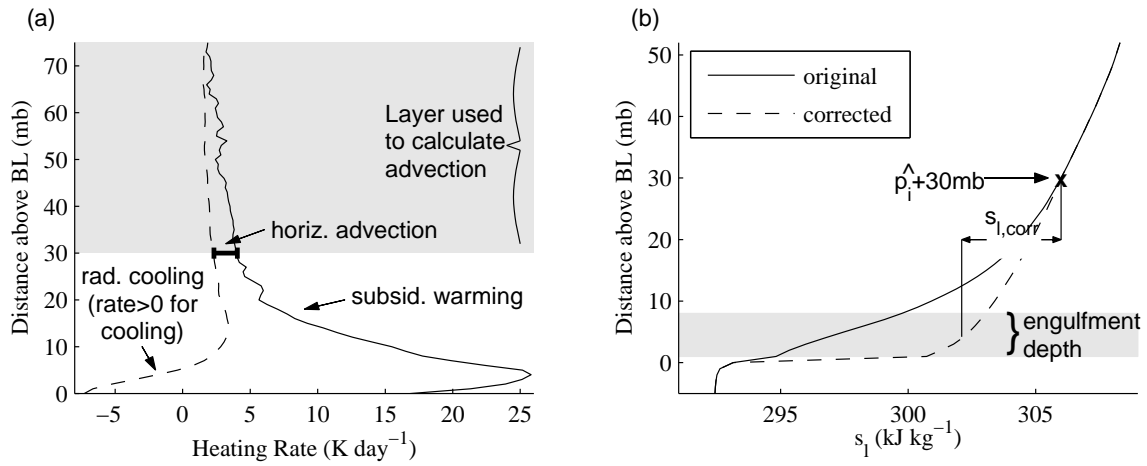 (a)
Distance above BL (mb)
70
60
50
40
30
20
10
0
Layer used
to calculate
advection
horiz. advection
rad. cooling
(rate>0 for
cooling)
subsid. warming
−5
0
5
10
15
20
25
Heating Rate (K day⁻¹)
(b)
Distance above BL (mb)
50
40
30
20
10
0
original
corrected
p̂ᵢ+30mb
s_{l,corr}
engulfment
depth
295
300
305
s_l (kJ kg⁻¹)